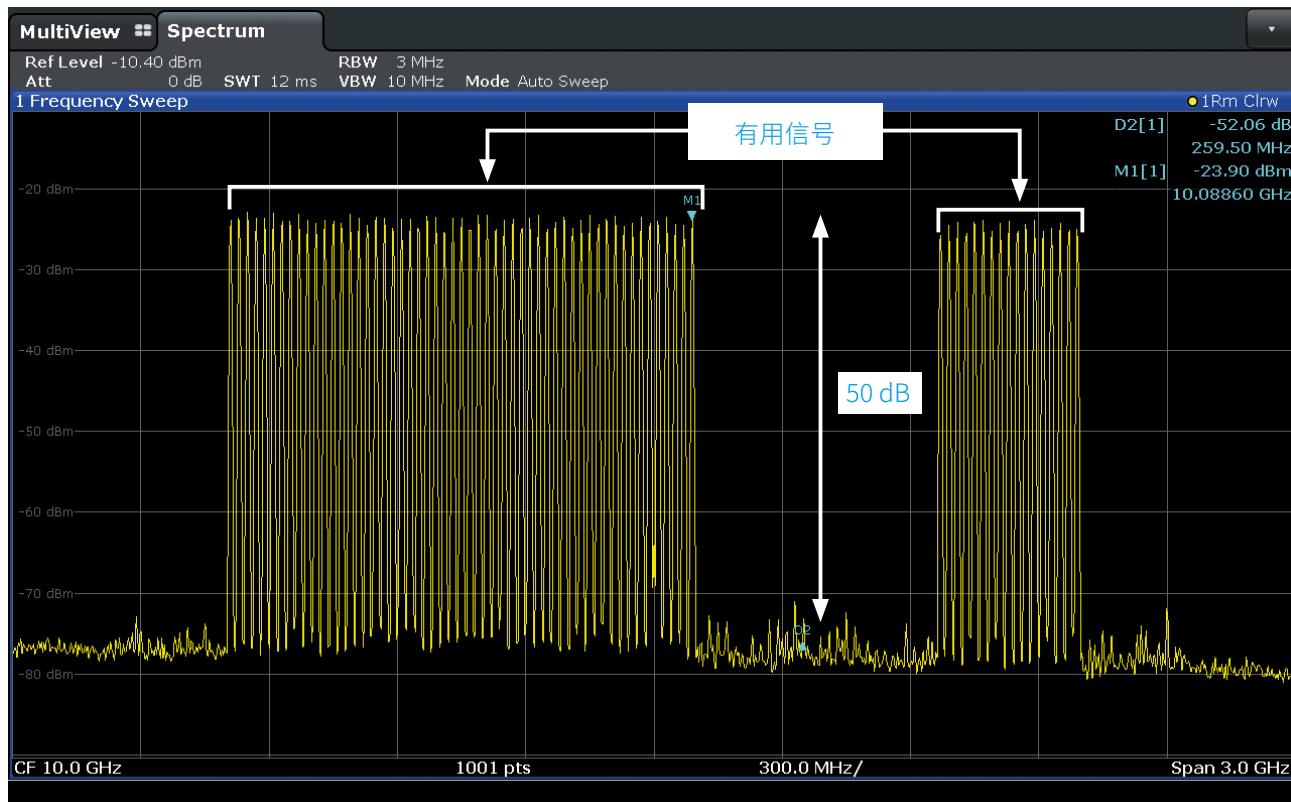 MultiView Spectrum
Ref Level -10.40 dBm RBW 3 MHz
Att 0 dB SWT 12 ms VBW 10 MHz Mode Auto Sweep
1 Frequency Sweep 1Rm Clrw
D2[1] -52.06 dB
259.50 MHz
M1[1] -23.90 dBm
10.08860 GHz
有用信号
-20 dBm
M1
-30 dBm
-40 dBm
50 dB
-50 dBm
-60 dBm
-70 dBm
D2
-80 dBm
CF 10.0 GHz 1001 pts 300.0 MHz/ Span 3.0 GHz